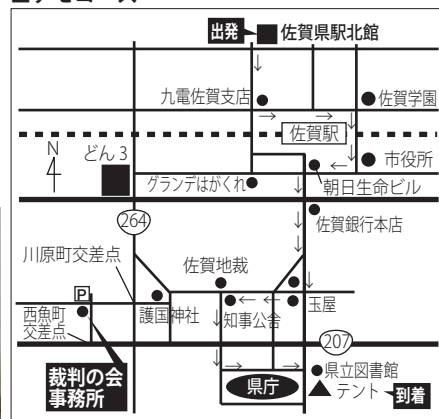 出発
佐賀県駅北館
九電佐賀支店
佐賀学園
佐賀駅
N
どん3
市役所
グランデはがくれ
朝日生命ビル
264
佐賀銀行本店
川原町交差点
佐賀地裁
P
西魚町
交差点
護国神社
知事公舎
玉屋
207
裁判の会
事務所
県庁
県立図書館
テント
到着